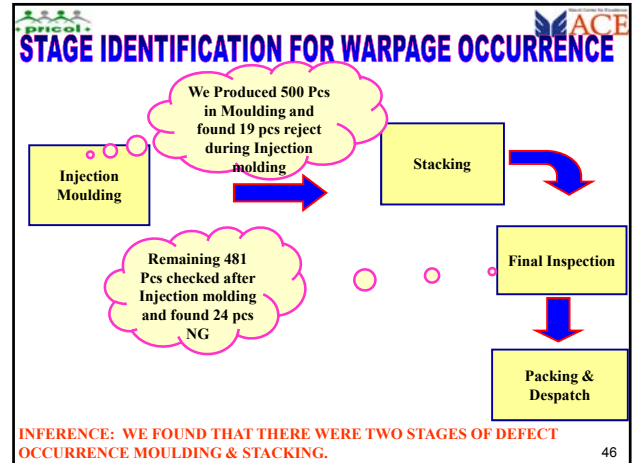 pricol
ACE
STAGE IDENTIFICATION FOR WARPAGE OCCURRENCE
We Produced 500 Pcs
in Moulding and
found 19 pcs reject
during Injection
molding
Injection
Moulding
Stacking
Remaining 481
Pcs checked after
Injection molding
and found 24 pcs
NG
Final Inspection
Packing &
Despatch
INFERENCE: WE FOUND THAT THERE WERE TWO STAGES OF DEFECT
OCCURRENCE MOULDING & STACKING.
46